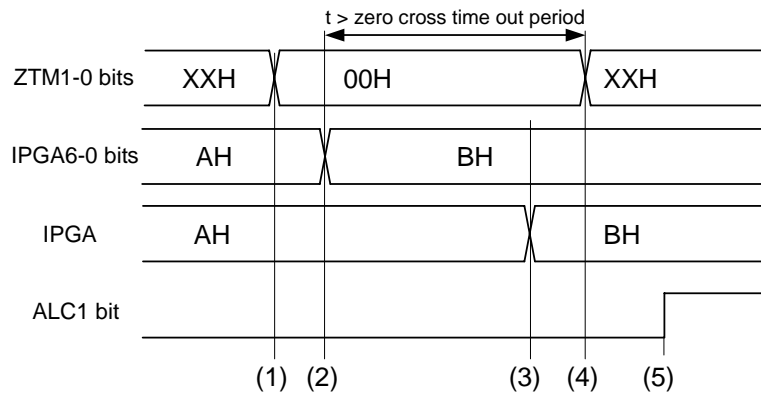 t > zero cross time out period
ZTM1-0 bits XXH 00H XXH
IPGA6-0 bits AH BH
IPGA AH BH
ALC1 bit
(1) (2) (3) (4) (5)